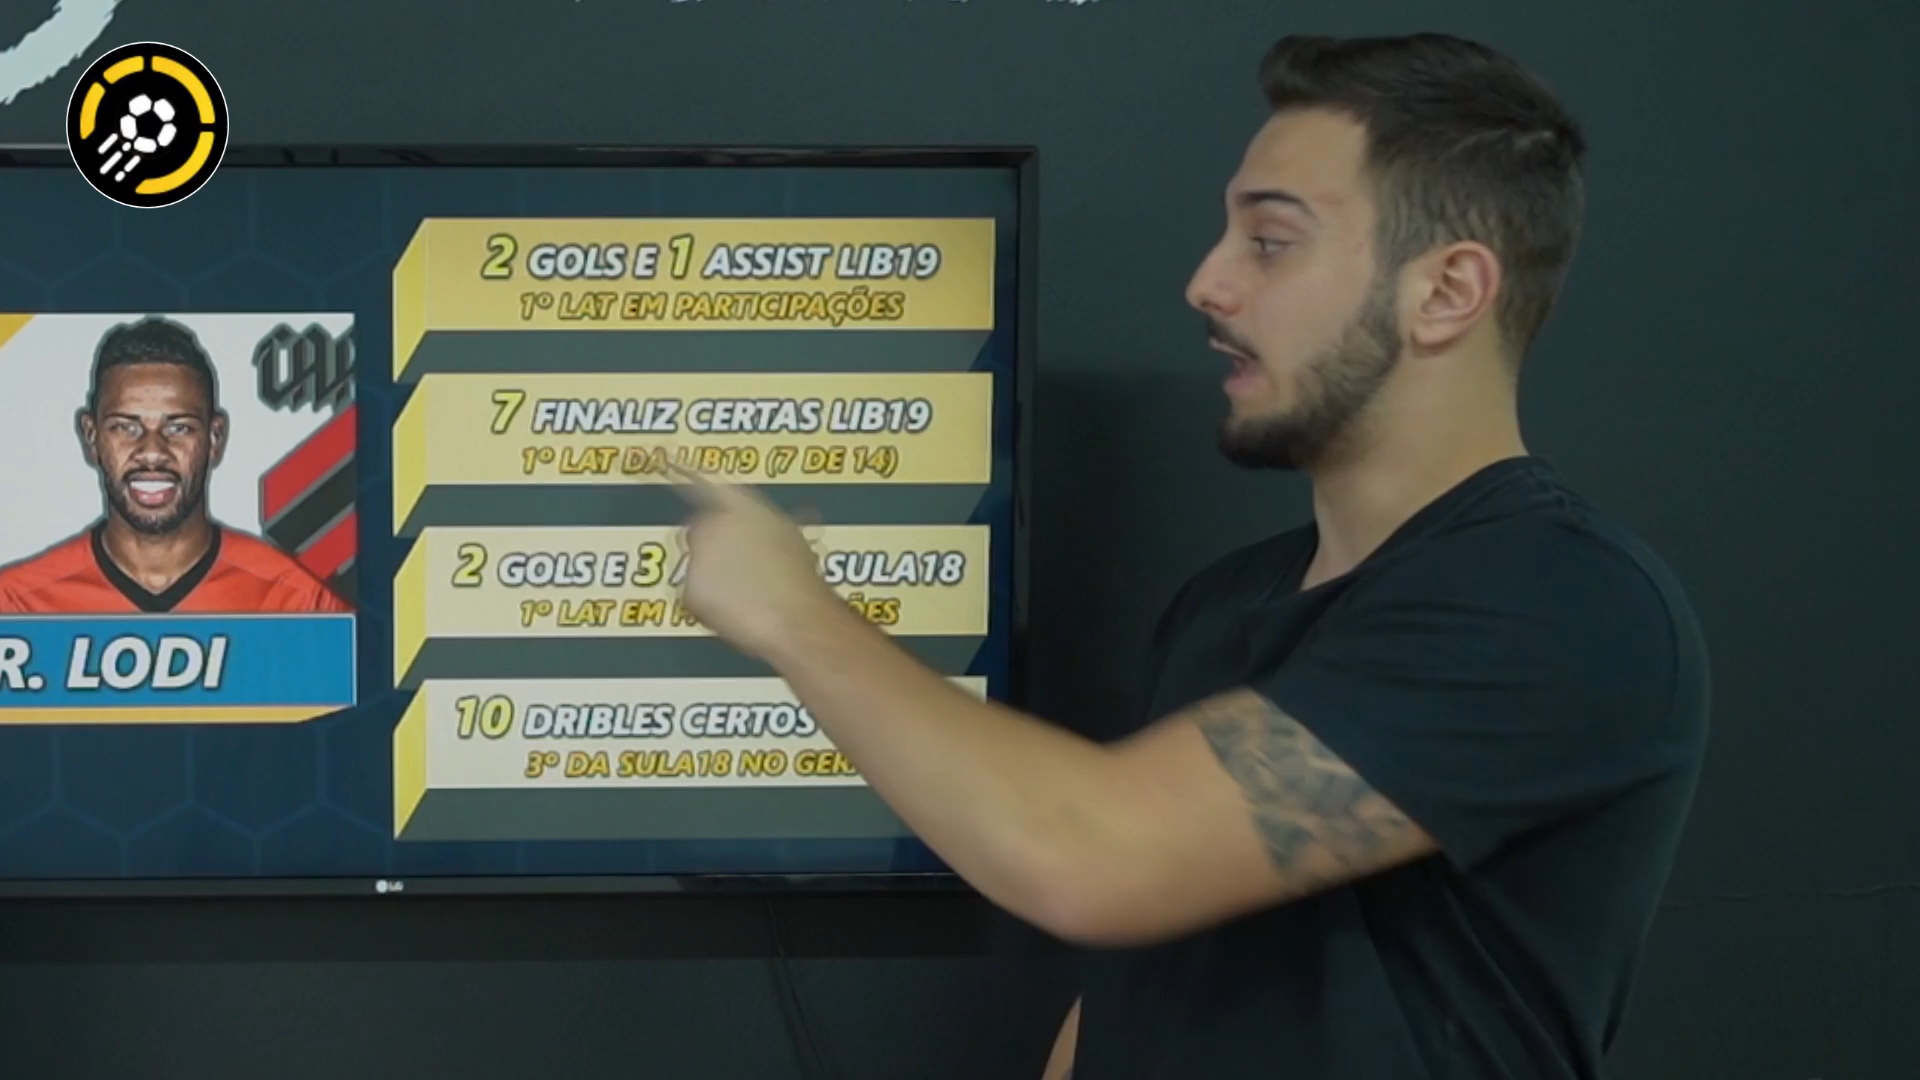 2 GOLS E 1 ASSIST LIB19
1º LAT EM PARTICIPAÇÕES
7 FINALIZ CERTAS LIB19
1º LAT DA LIB19 (7 DE 14)
2 GOLS E 3 SULA18
1º LAT EM
10 DRIBLES CERTOS
3º DA SULA18 NO
R. LODI
LG